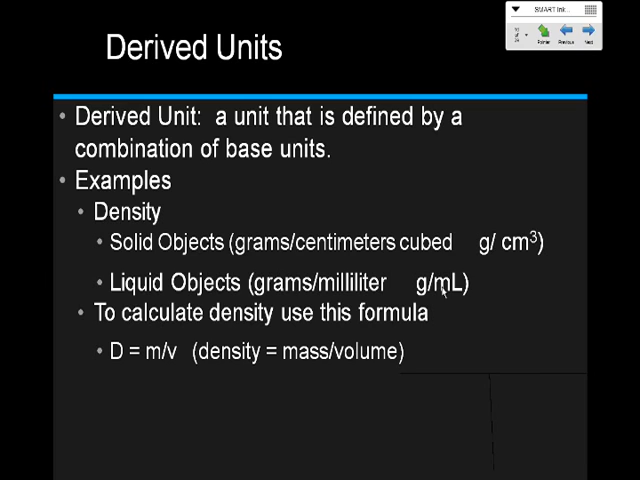 Derived Units
SMART Ink...
Pointer Previous Next
• Derived Unit: a unit that is defined by a
combination of base units.
• Examples
• Density
• Solid Objects (grams/centimeters cubed g/ cm³)
• Liquid Objects (grams/milliliter g/mL)
• To calculate density use this formula
• D = m/v (density = mass/volume)